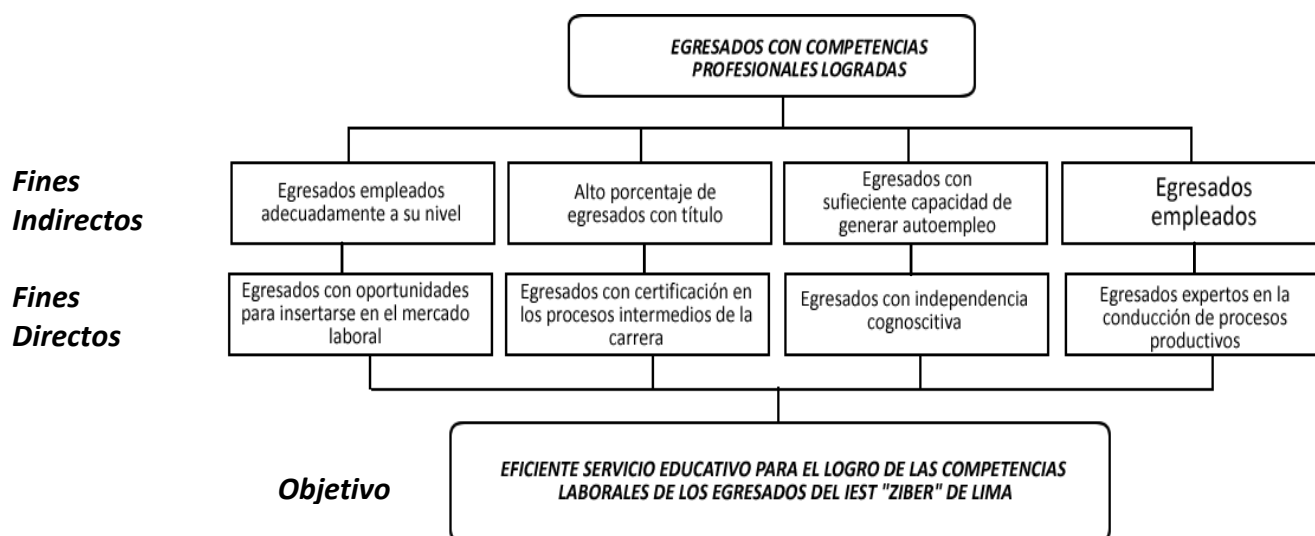 EGRESADOS CON COMPETENCIAS
PROFESIONALES LOGRADAS
Fines
Indirectos
Egresados empleados
adecuadamente a su nivel
Alto porcentaje de
egresados con título
Egresados con
sufieciente capacidad de
generar autoempleo
Egresados
empleados
Fines
Directos
Egresados con oportunidades
para insertarse en el mercado
laboral
Egresados con certificación en
los procesos intermedios de la
carrera
Egresados con independencia
cognoscitiva
Egresados expertos en la
conducción de procesos
productivos
Objetivo
EFICIENTE SERVICIO EDUCATIVO PARA EL LOGRO DE LAS COMPETENCIAS
LABORALES DE LOS EGRESADOS DEL IEST "ZIBER" DE LIMA